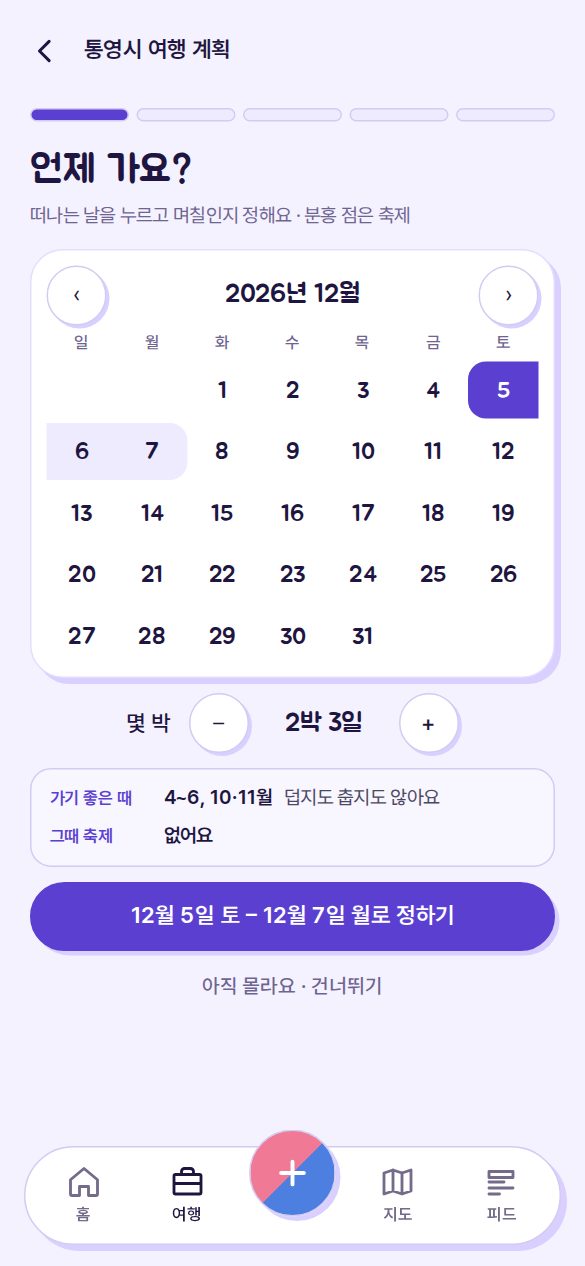 통영시 여행 계획
언제 가요?
떠나는 날을 누르고 며칠인지 정해요 · 분홍 점은 축제
‹ 2026년 12월 ›
일 월 화 수 목 금 토
1 2 3 4 5
6 7 8 9 10 11 12
13 14 15 16 17 18 19
20 21 22 23 24 25 26
27 28 29 30 31
몇 박 − 2박 3일 +
가기 좋은 때 4~6, 10·11월 덥지도 춥지도 않아요
그때 축제 없어요
12월 5일 토 – 12월 7일 월로 정하기
아직 몰라요 · 건너뛰기
홈 여행 지도 피드